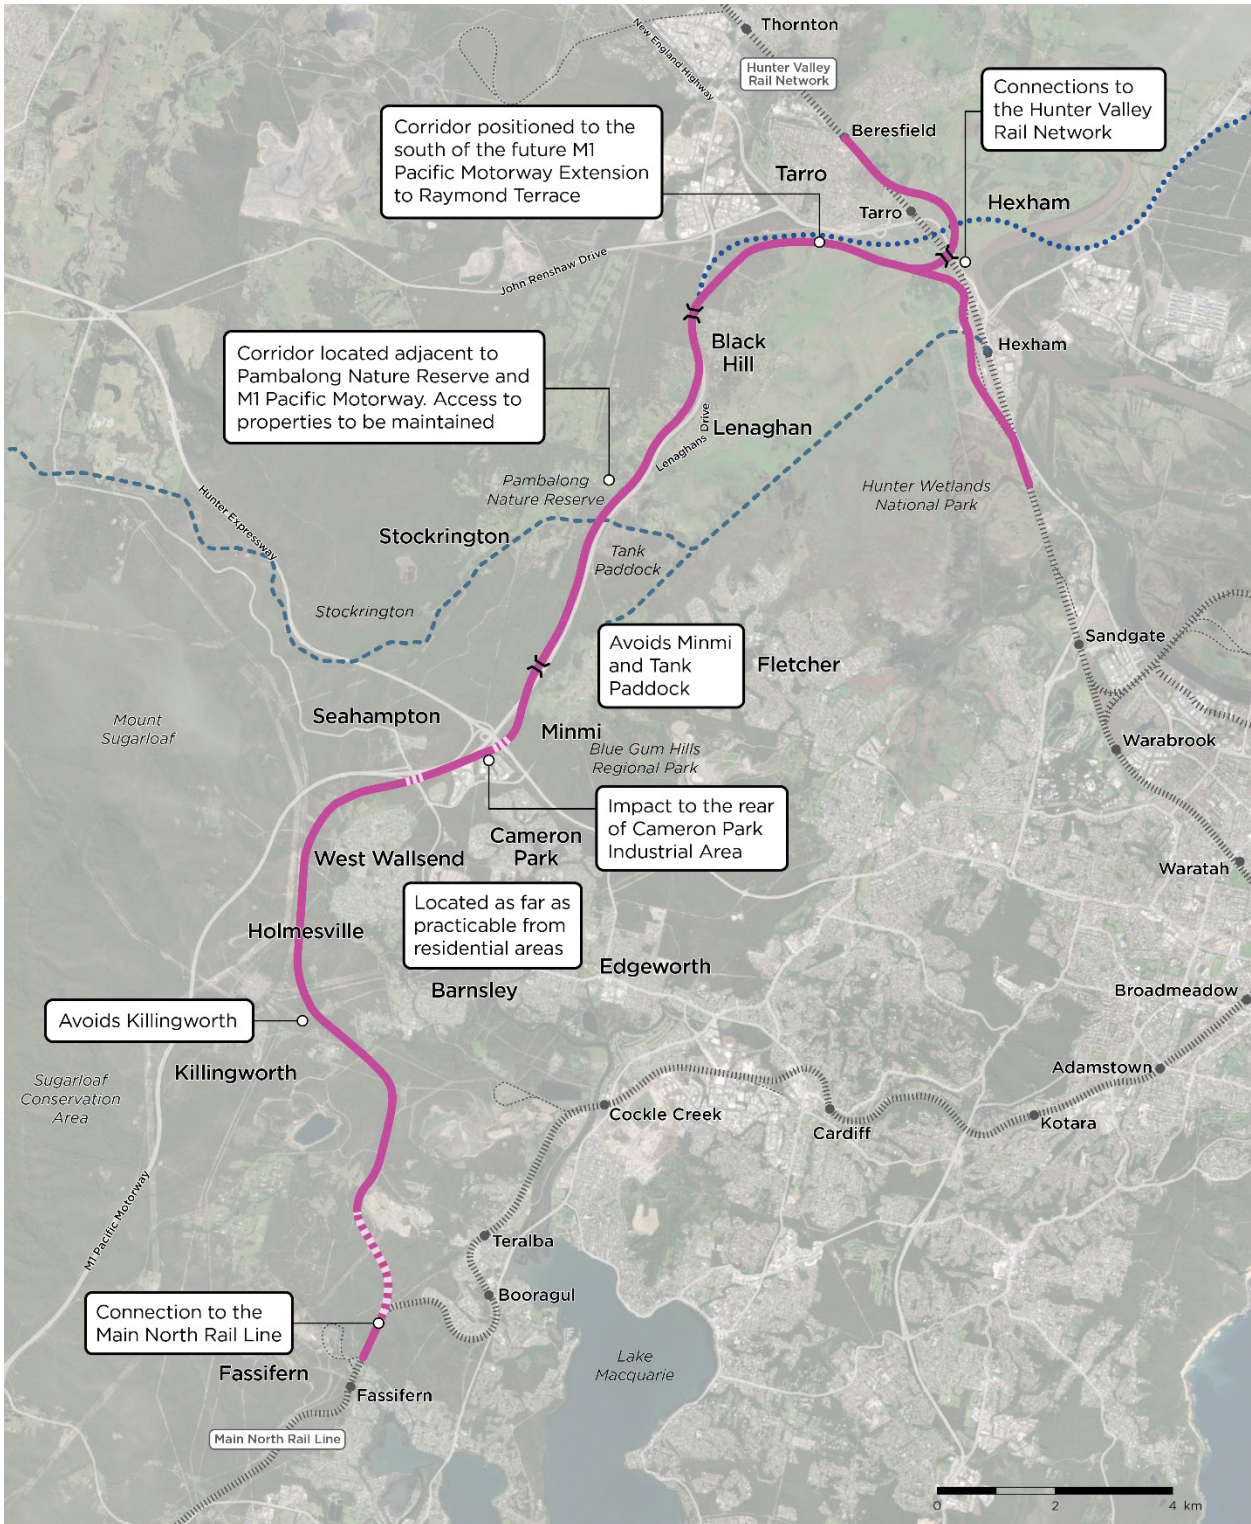 Thornton
New England Highway
Hunter Valley
Rail Network
Connections to
the Hunter Valley
Rail Network
Corridor positioned to the
south of the future M1
Pacific Motorway Extension
to Raymond Terrace
Beresfield
Tarro
Tarro
Hexham
John Renshaw Drive
Black
Hill
Hexham
Corridor located adjacent to
Pambalong Nature Reserve and
M1 Pacific Motorway. Access to
properties to be maintained
Lenaghans Drive
Lenaghan
Pambalong
Nature Reserve
Hunter Wetlands
National Park
Hunter Expressway
Stockrington
Tank
Paddock
Stockrington
Avoids Minmi
and Tank
Paddock
Fletcher
Sandgate
Mount
Sugarloaf
Seahampton
Minmi
Blue Gum Hills
Regional Park
Warabrook
Impact to the rear
of Cameron Park
Industrial Area
Cameron
Park
West Wallsend
Waratah
Located as far as
practicable from
residential areas
Holmesville
Edgeworth
Barnsley
Broadmeadow
Avoids Killingworth
Killingworth
Adamstown
Sugarloaf
Conservation
Area
Cockle Creek
Cardiff
Kotara
M1 Pacific Motorway
Teralba
Booragul
Connection to the
Main North Rail Line
Fassifern
Fassifern
Lake
Macquarie
Main North Rail Line
0 2 4 km